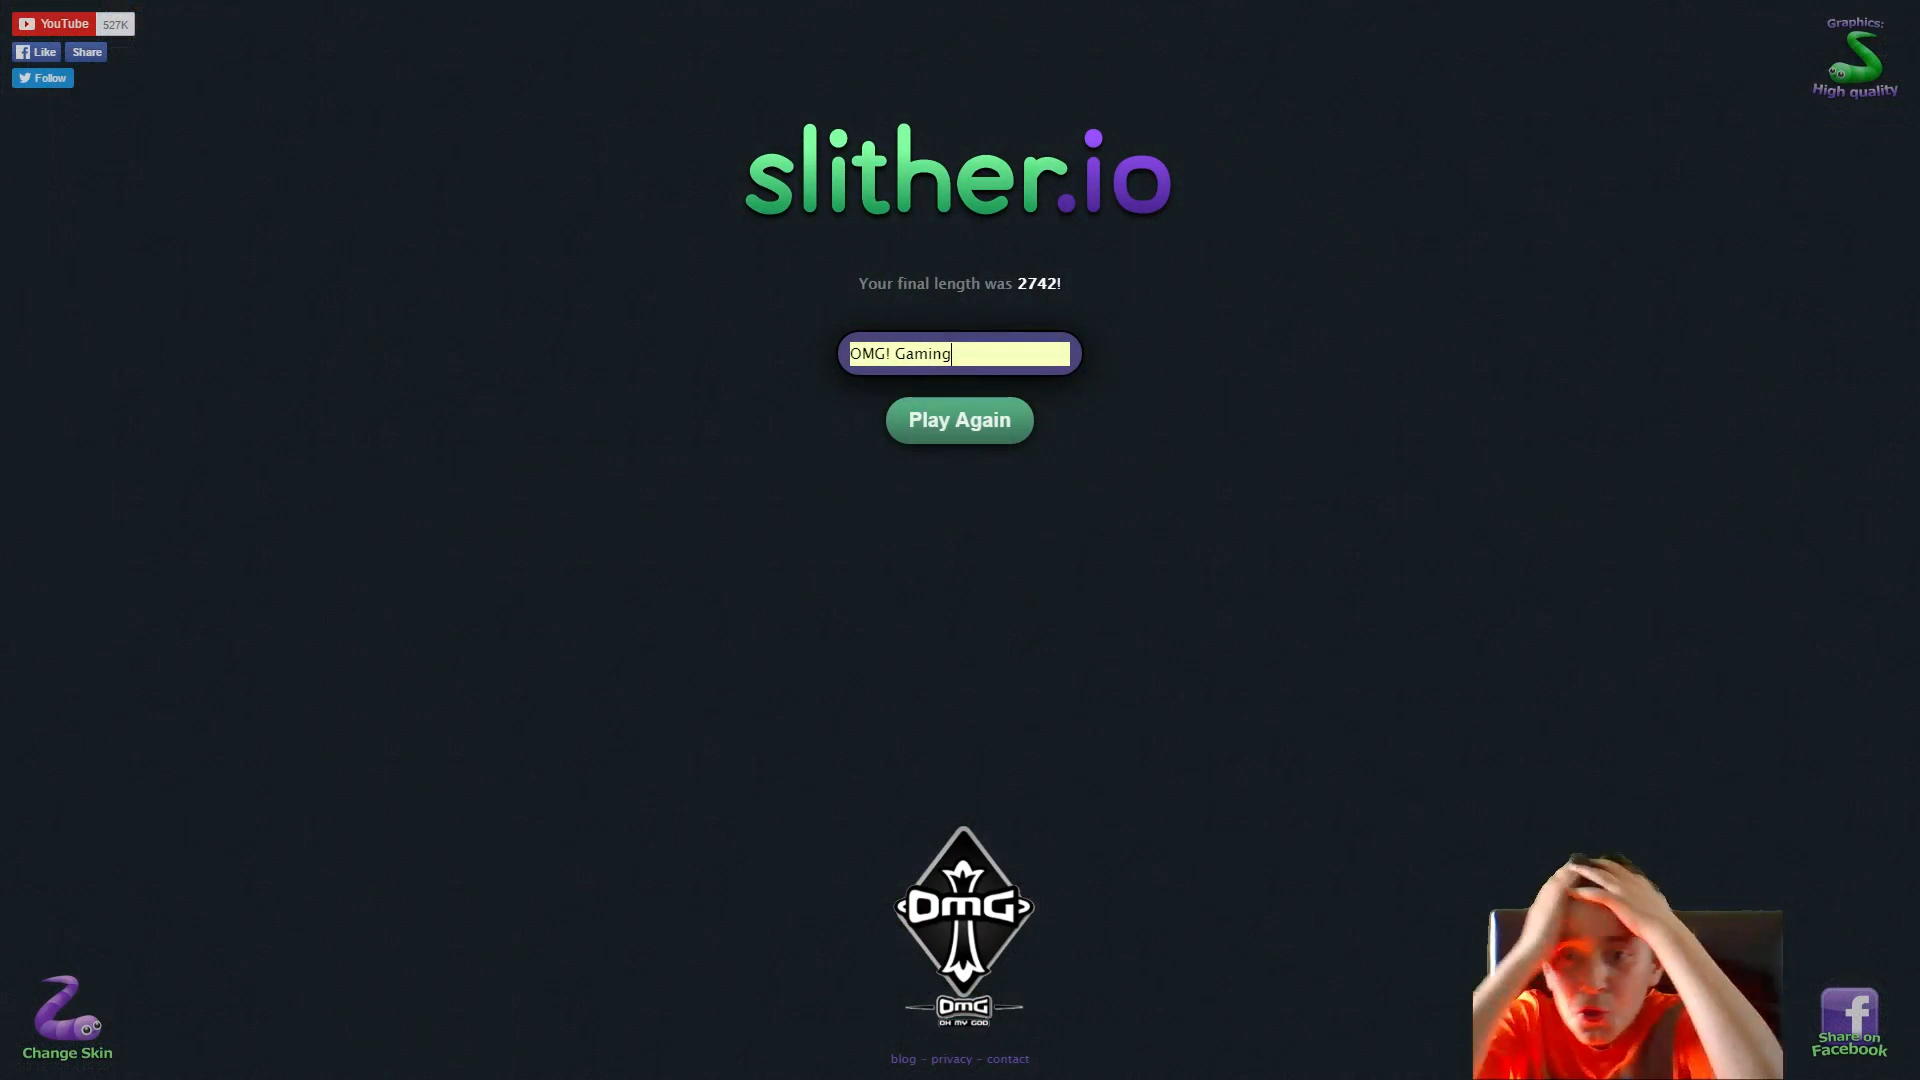 YouTube 527K
Like Share
Follow
Graphics:
High quality
slither.io
Your final length was 2742!
OMG! Gaming
Play Again
OMG
OMG
OH MY GOD
Change Skin
Share on
Facebook
blog - privacy - contact